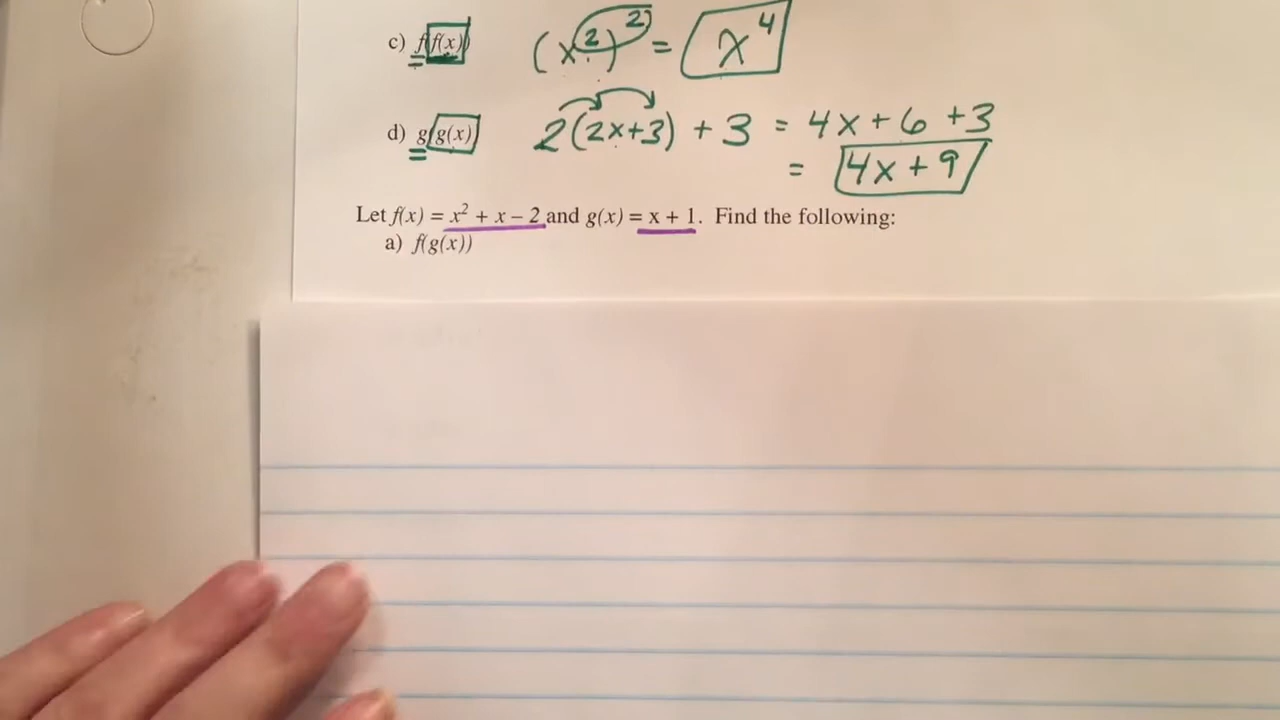 c) f(f(x)) (x²)² = x⁴
d) g(g(x)) 2(2x+3) + 3 = 4x + 6 + 3
= 4x + 9
Let f(x) = x² + x – 2 and g(x) = x + 1. Find the following:
a) f(g(x))